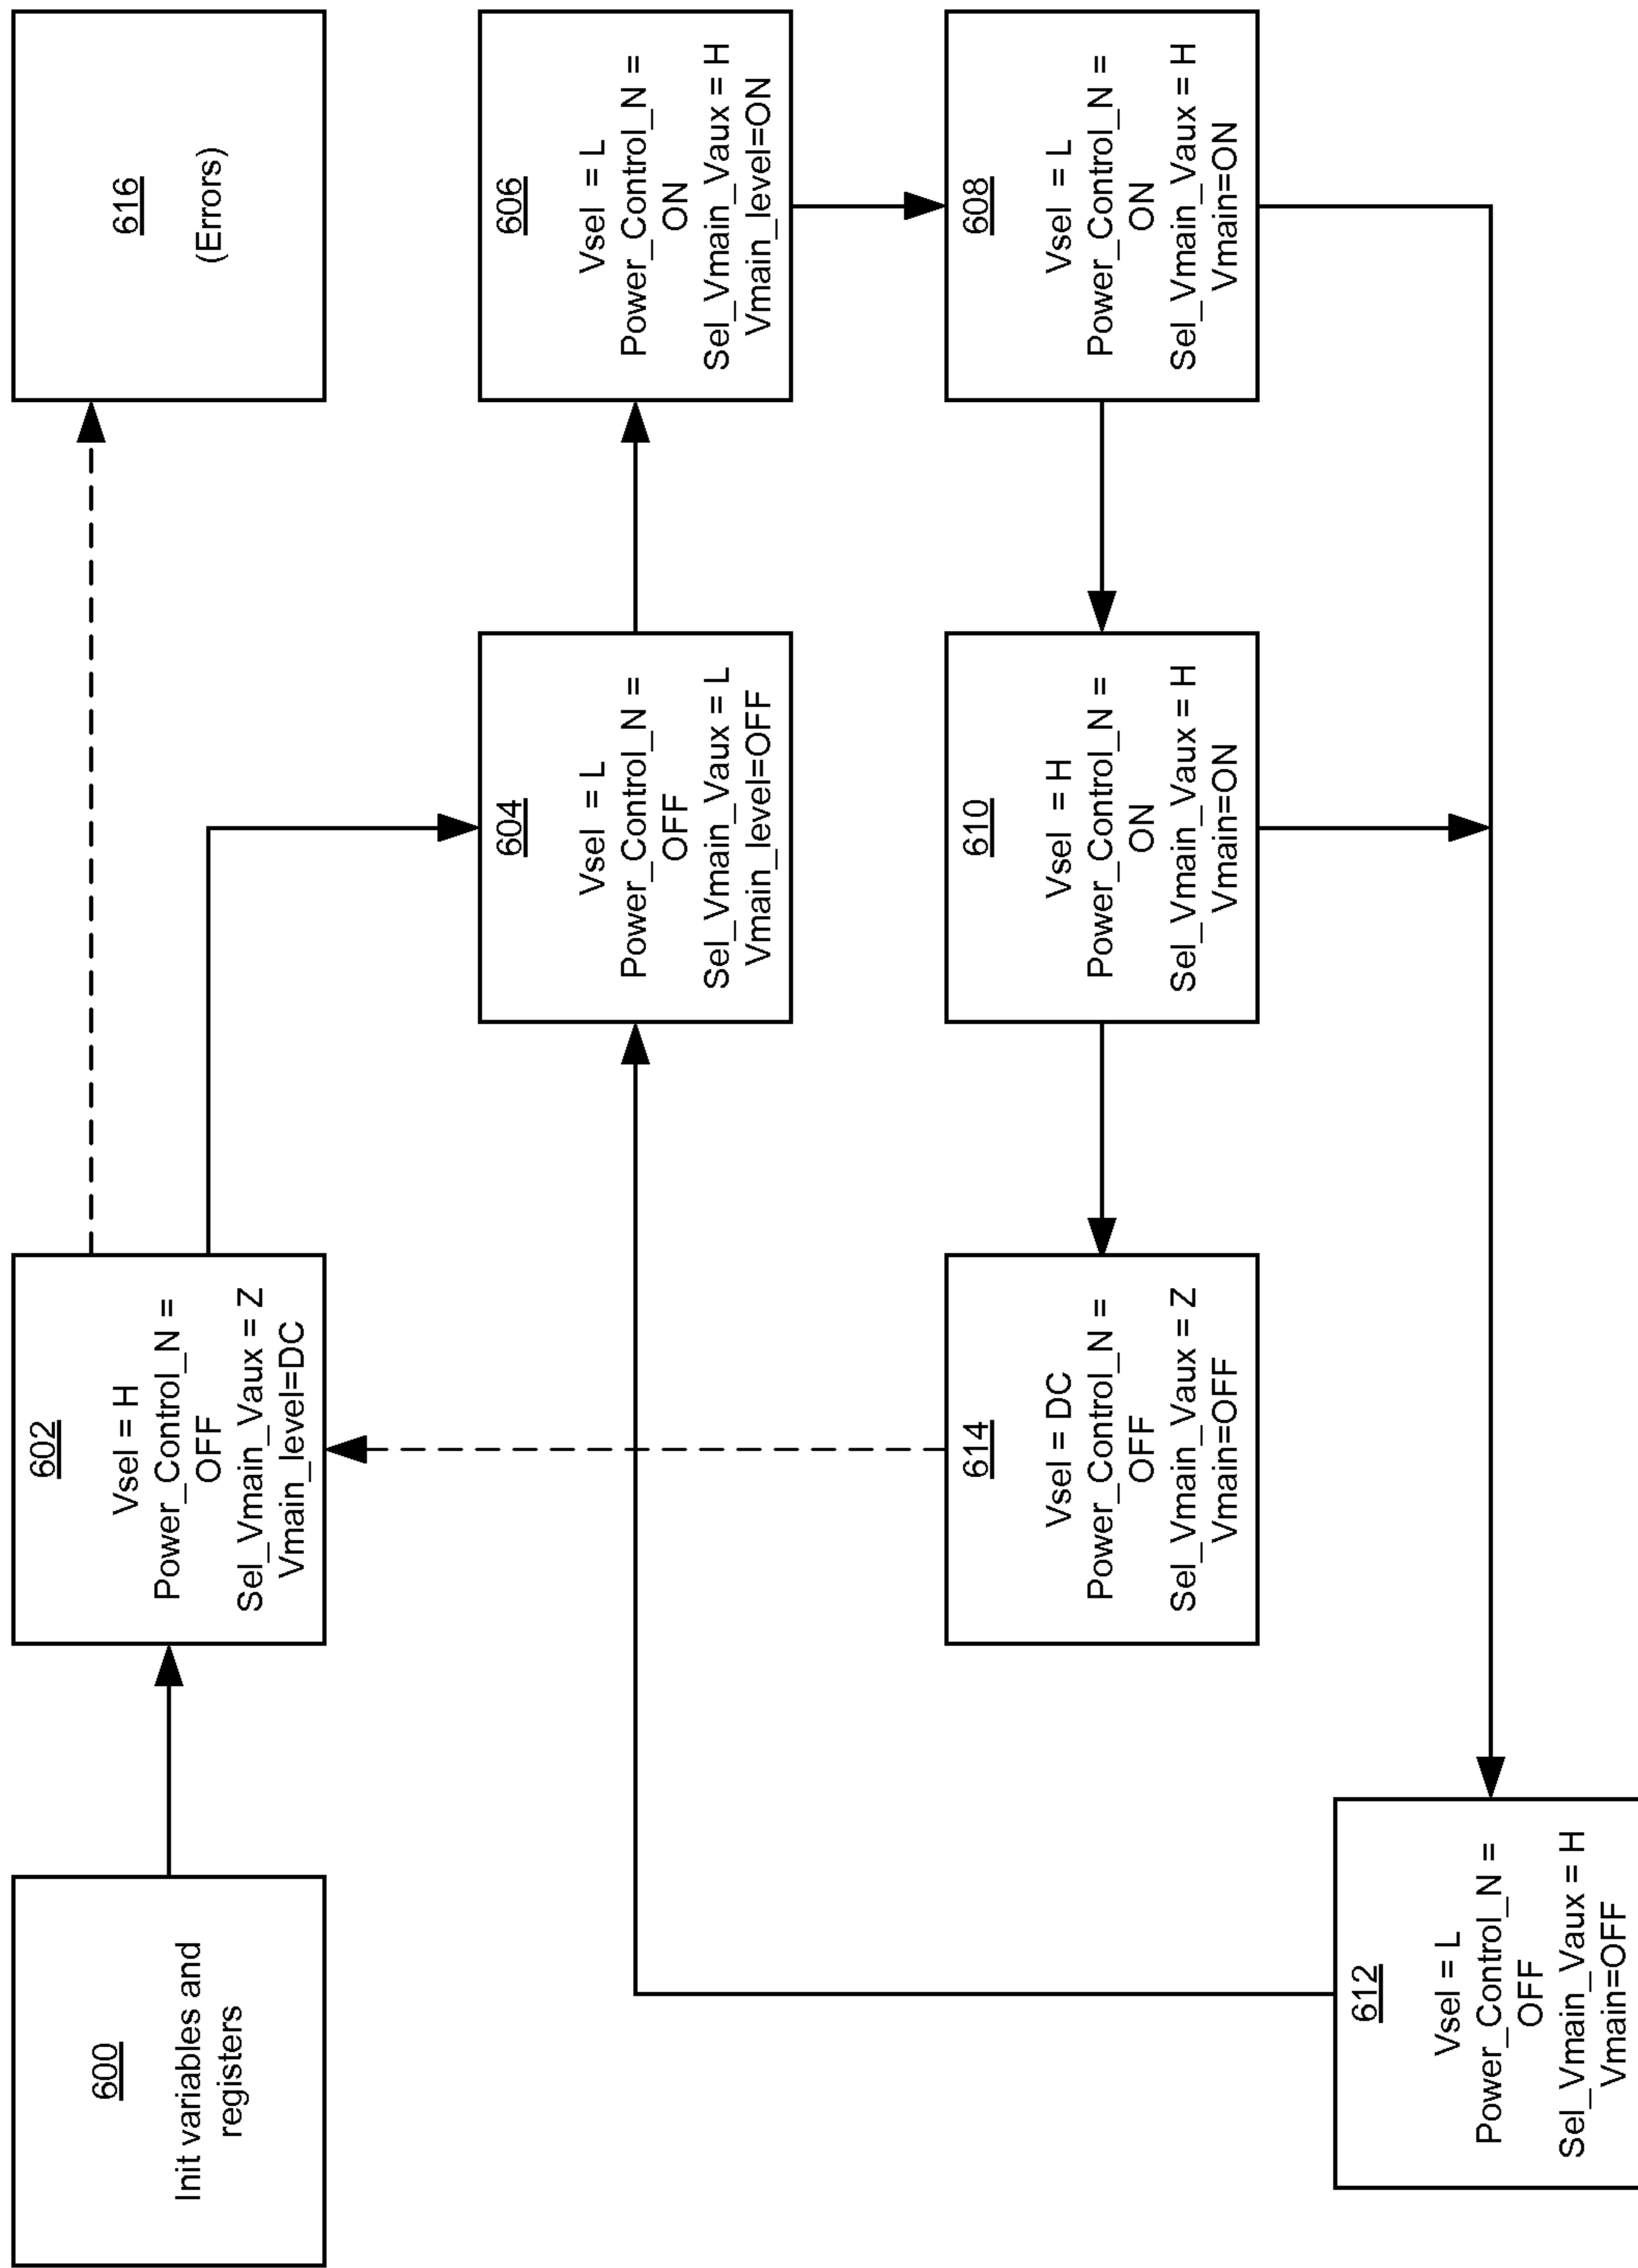 600
Init variables and
registers
602
Vsel = H
Power_Control_N =
OFF
Sel_Vmain_Vaux = Z
Vmain_level=DC
616
(Errors)
604
Vsel = L
Power_Control_N =
OFF
Sel_Vmain_Vaux = L
Vmain_level=OFF
606
Vsel = L
Power_Control_N =
ON
Sel_Vmain_Vaux = H
Vmain_level=ON
614
Vsel = DC
Power_Control_N =
OFF
Sel_Vmain_Vaux = Z
Vmain=OFF
610
Vsel = H
Power_Control_N =
ON
Sel_Vmain_Vaux = H
Vmain=ON
608
Vsel = L
Power_Control_N =
ON
Sel_Vmain_Vaux = H
Vmain=ON
612
Vsel = L
Power_Control_N =
OFF
Sel_Vmain_Vaux = H
Vmain=OFF